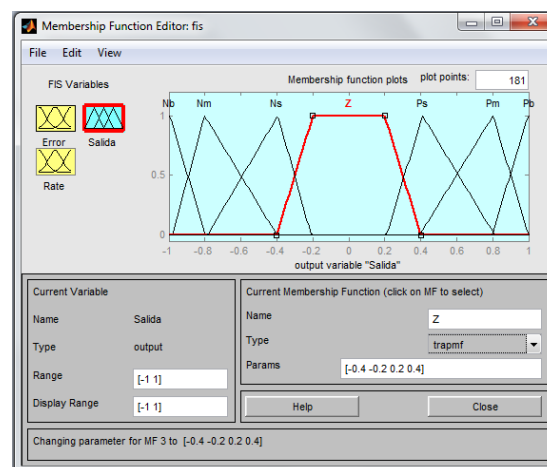 Membership Function Editor: fis
File Edit View
FIS Variables
Membership function plots plot points: 181
Error Salida
Rate
Nb Nm Ns Z Ps Pm Pb
1
0.5
0
-1 -0.8 -0.6 -0.4 -0.2 0 0.2 0.4 0.6 0.8 1
output variable "Salida"
Current Variable
Name Salida
Type output
Range [-1 1]
Display Range [-1 1]
Current Membership Function (click on MF to select)
Name Z
Type trapmf
Params [-0.4 -0.2 0.2 0.4]
Help Close
Changing parameter for MF 3 to [-0.4 -0.2 0.2 0.4]